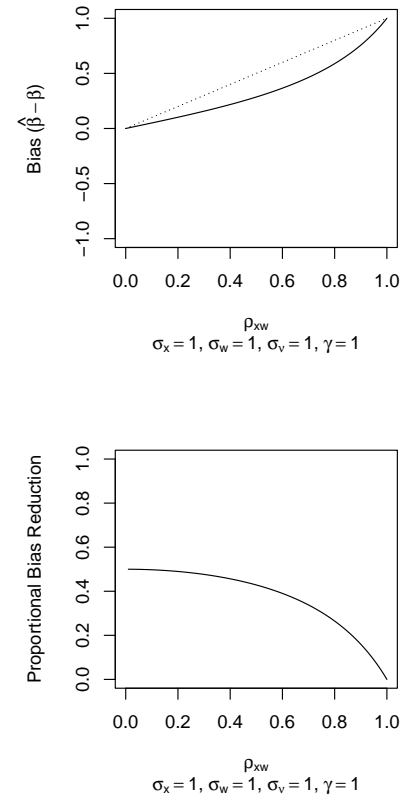 1.0
0.5
0.0
−0.5
−1.0
Bias (β̂ − β)
0.0 0.2 0.4 0.6 0.8 1.0
ρxw
σx = 1, σw = 1, σν = 1, γ = 1
1.0
0.8
0.6
0.4
0.2
0.0
Proportional Bias Reduction
0.0 0.2 0.4 0.6 0.8 1.0
ρxw
σx = 1, σw = 1, σν = 1, γ = 1